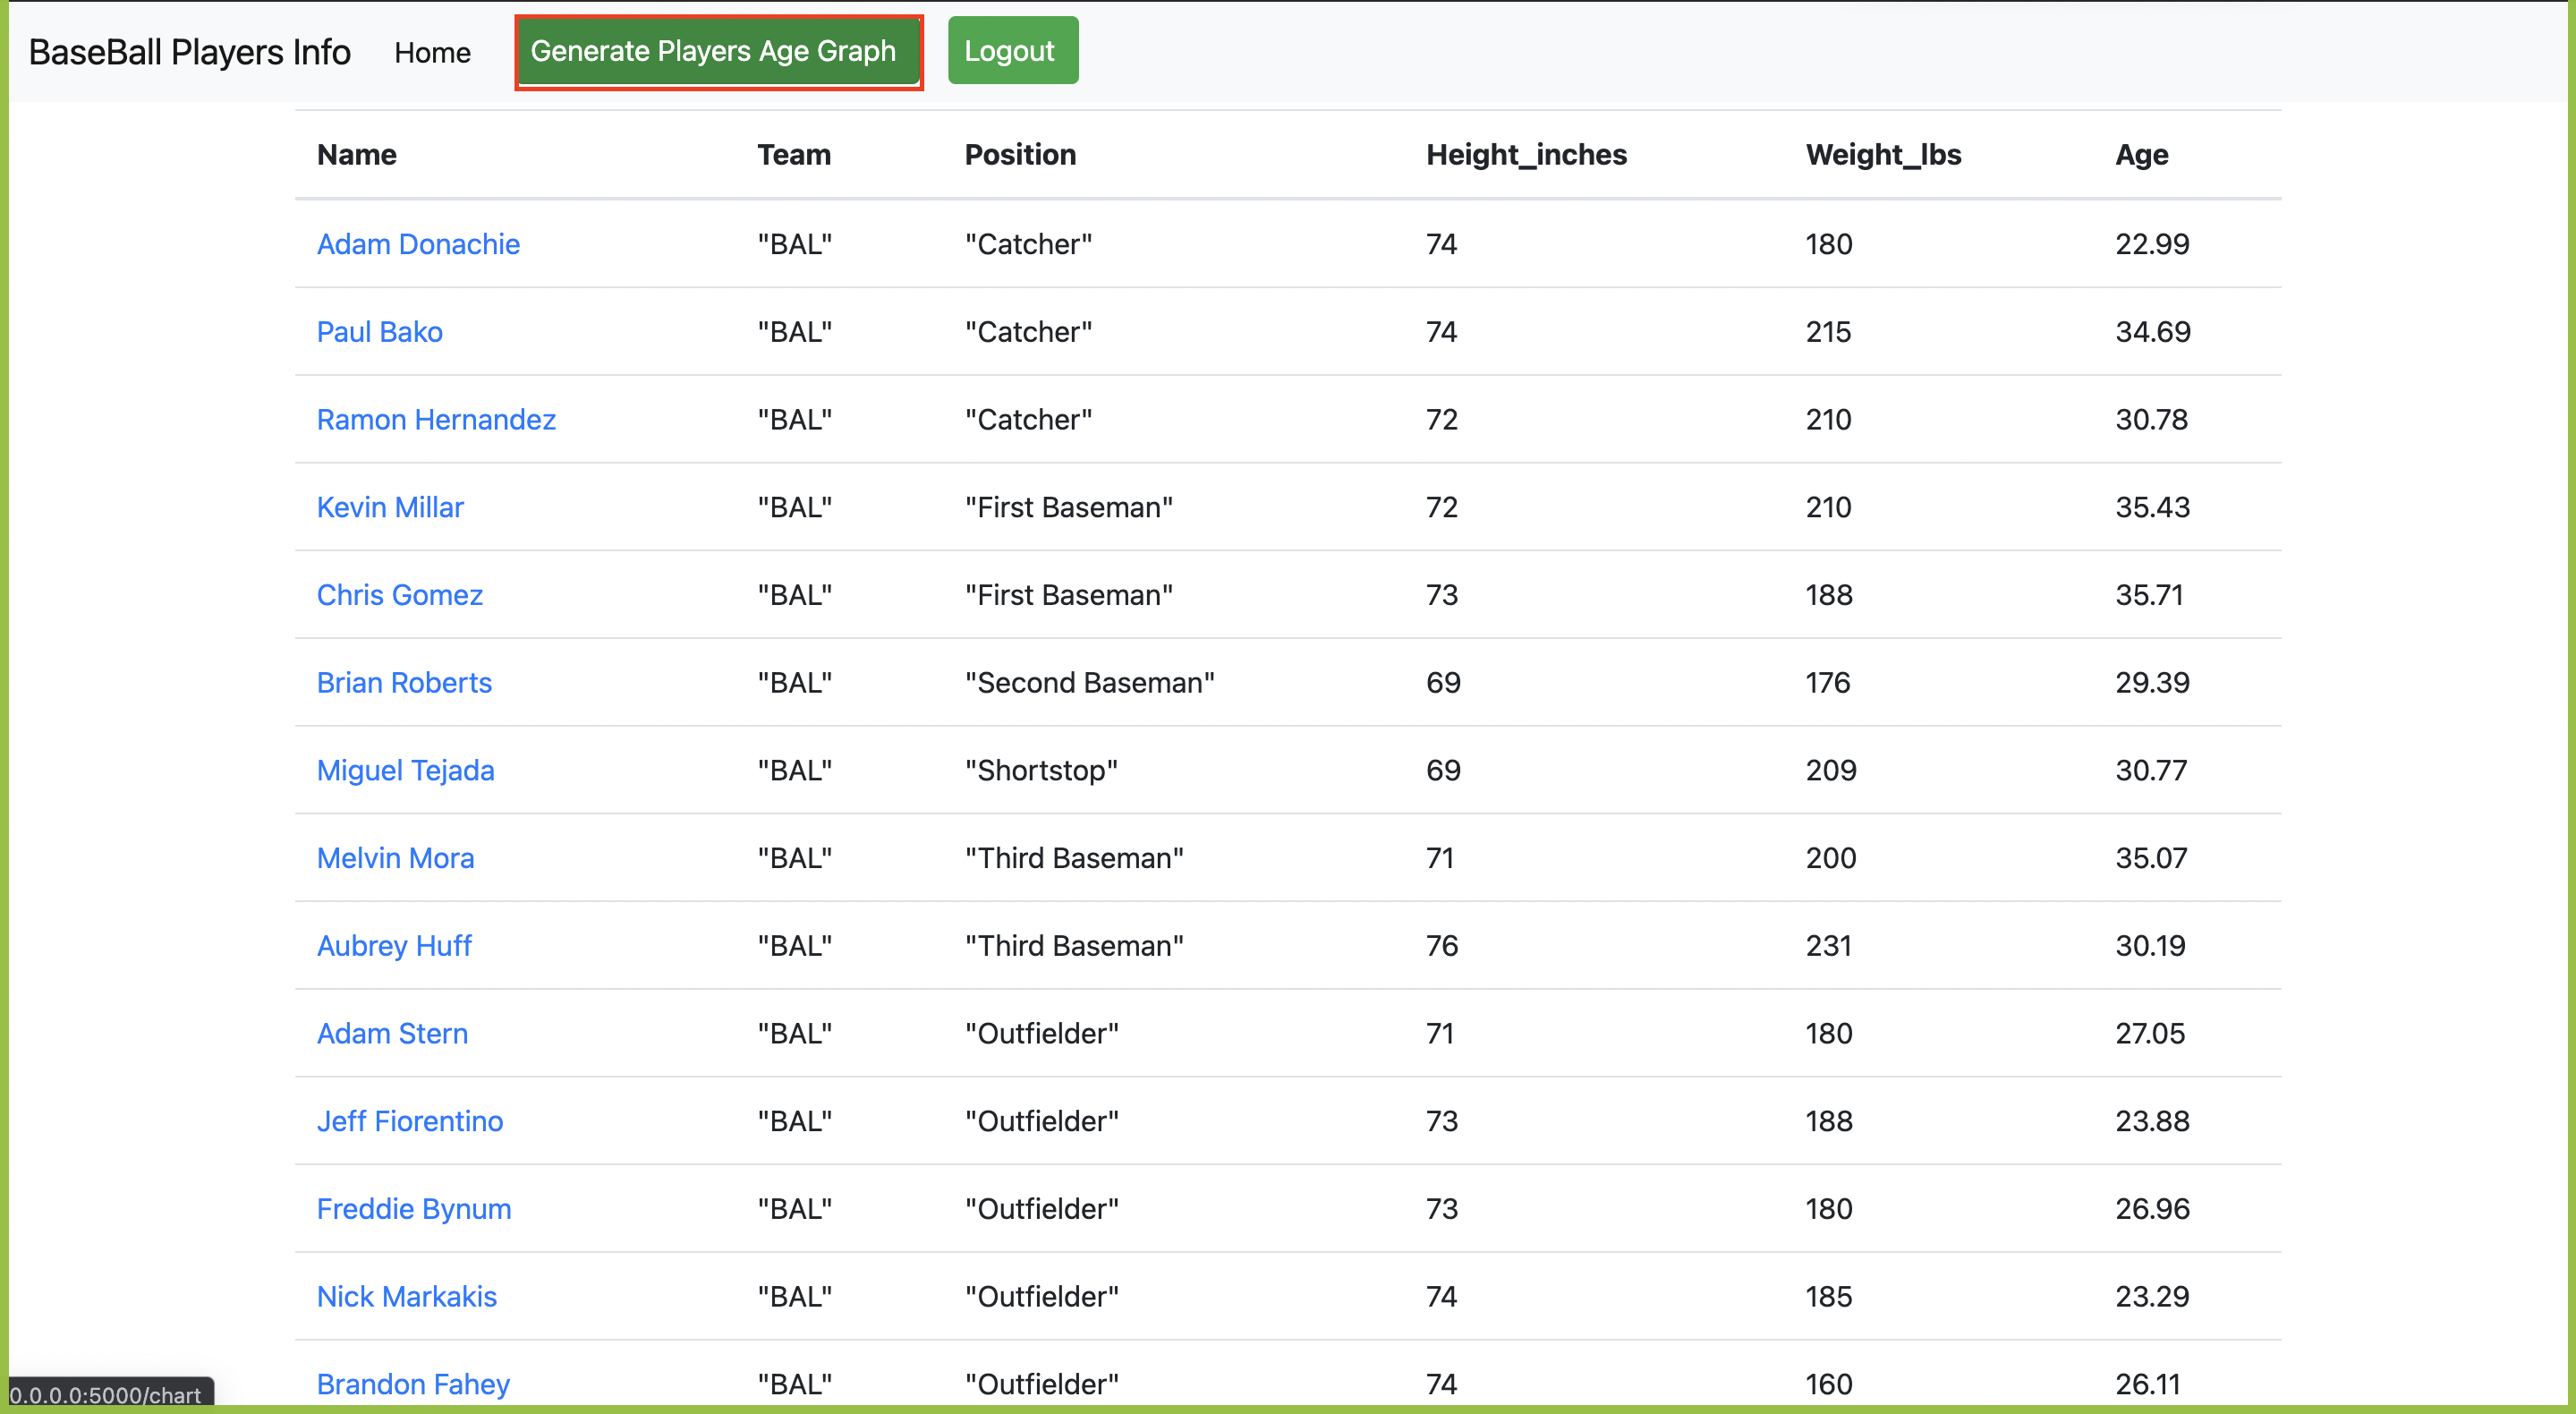 BaseBall Players Info Home Generate Players Age Graph Logout
Name Team Position Height_inches Weight_lbs Age
Adam Donachie "BAL" "Catcher" 74 180 22.99
Paul Bako "BAL" "Catcher" 74 215 34.69
Ramon Hernandez "BAL" "Catcher" 72 210 30.78
Kevin Millar "BAL" "First Baseman" 72 210 35.43
Chris Gomez "BAL" "First Baseman" 73 188 35.71
Brian Roberts "BAL" "Second Baseman" 69 176 29.39
Miguel Tejada "BAL" "Shortstop" 69 209 30.77
Melvin Mora "BAL" "Third Baseman" 71 200 35.07
Aubrey Huff "BAL" "Third Baseman" 76 231 30.19
Adam Stern "BAL" "Outfielder" 71 180 27.05
Jeff Fiorentino "BAL" "Outfielder" 73 188 23.88
Freddie Bynum "BAL" "Outfielder" 73 180 26.96
Nick Markakis "BAL" "Outfielder" 74 185 23.29
Brandon Fahey "BAL" "Outfielder" 74 160 26.11
0.0.0.0:5000/chart